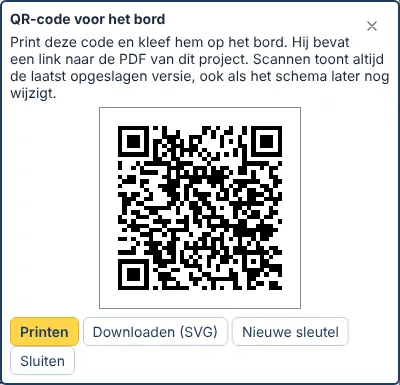 QR-code voor het bord
Print deze code en kleef hem op het bord. Hij bevat
een link naar de PDF van dit project. Scannen toont altijd
de laatst opgeslagen versie, ook als het schema later nog
wijzigt.
Printen
Downloaden (SVG)
Nieuwe sleutel
Sluiten